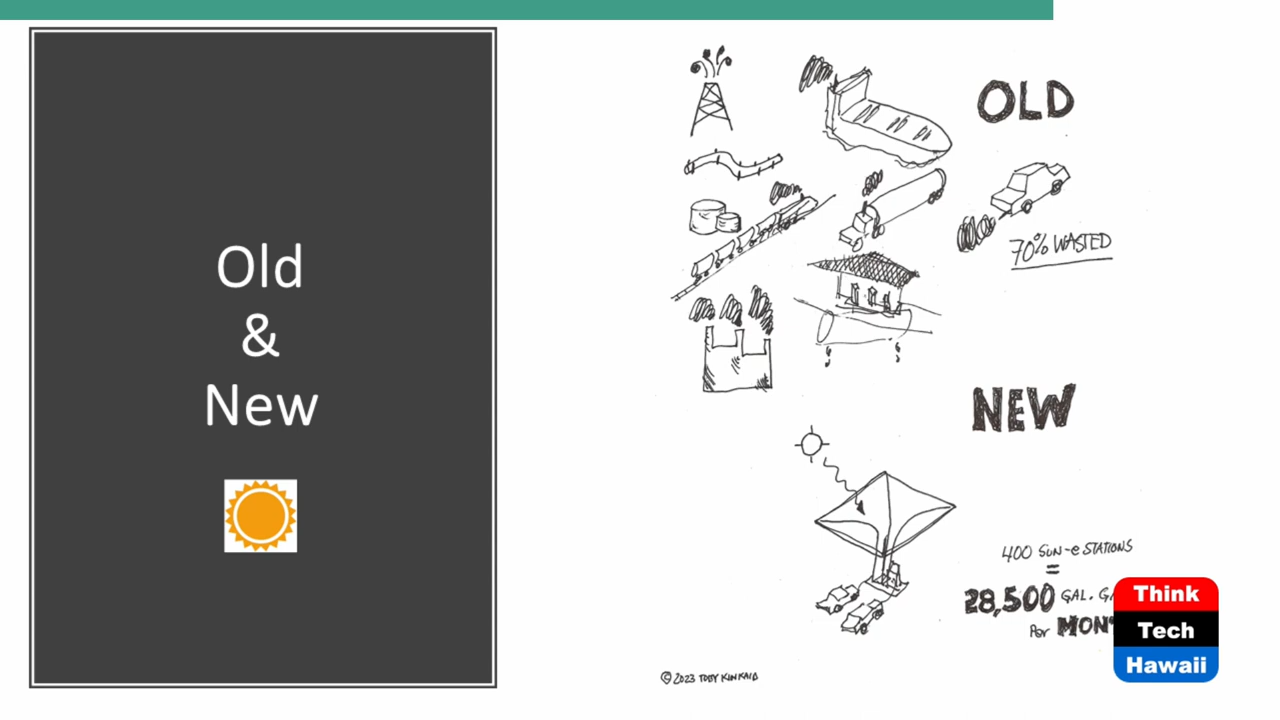 Old
&
New
OLD
70% WASTED
NEW
400 SUN-e STATIONS
=
28,500 GAL.
Per
©2023 TOBY KINKAID
Think
Tech
Hawaii